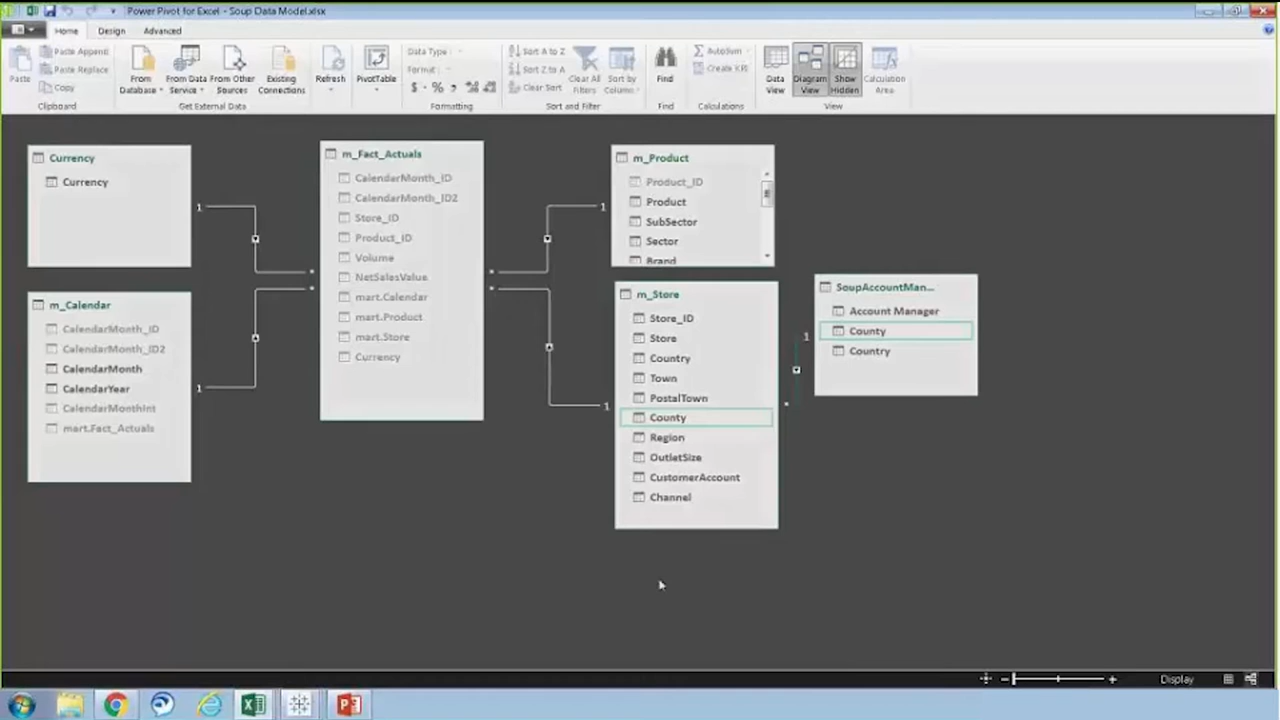 Power Pivot for Excel - Soup Data Model.xlsx
Home
Design
Advanced
Paste
Paste Append
Paste Replace
Copy
Clipboard
From Database
From Data Service
From Other Sources
Existing Connections
Get External Data
Refresh
PivotTable
Data Type :
Format :
$ % ,
Formatting
Sort A to Z
Sort Z to A
Clear Sort
Clear All Filters
Sort by Column
Sort and Filter
Find
Find
AutoSum
Create KPI
Calculations
Data View
Diagram View
Show Hidden
Calculation Area
View
Currency
Currency
1
m_Calendar
CalendarMonth_ID
CalendarMonth_ID2
CalendarMonth
CalendarYear
CalendarMonthInt
mart.Fact_Actuals
1
*
*
m_Fact_Actuals
CalendarMonth_ID
CalendarMonth_ID2
Store_ID
Product_ID
Volume
NetSalesValue
mart.Calendar
mart.Product
mart.Store
Currency
*
*
1
m_Product
Product_ID
Product
SubSector
Sector
Brand
1
m_Store
Store_ID
Store
Country
Town
PostalTown
County
Region
OutletSize
CustomerAccount
Channel
*
1
SoupAccountMan...
Account Manager
County
Country
Display